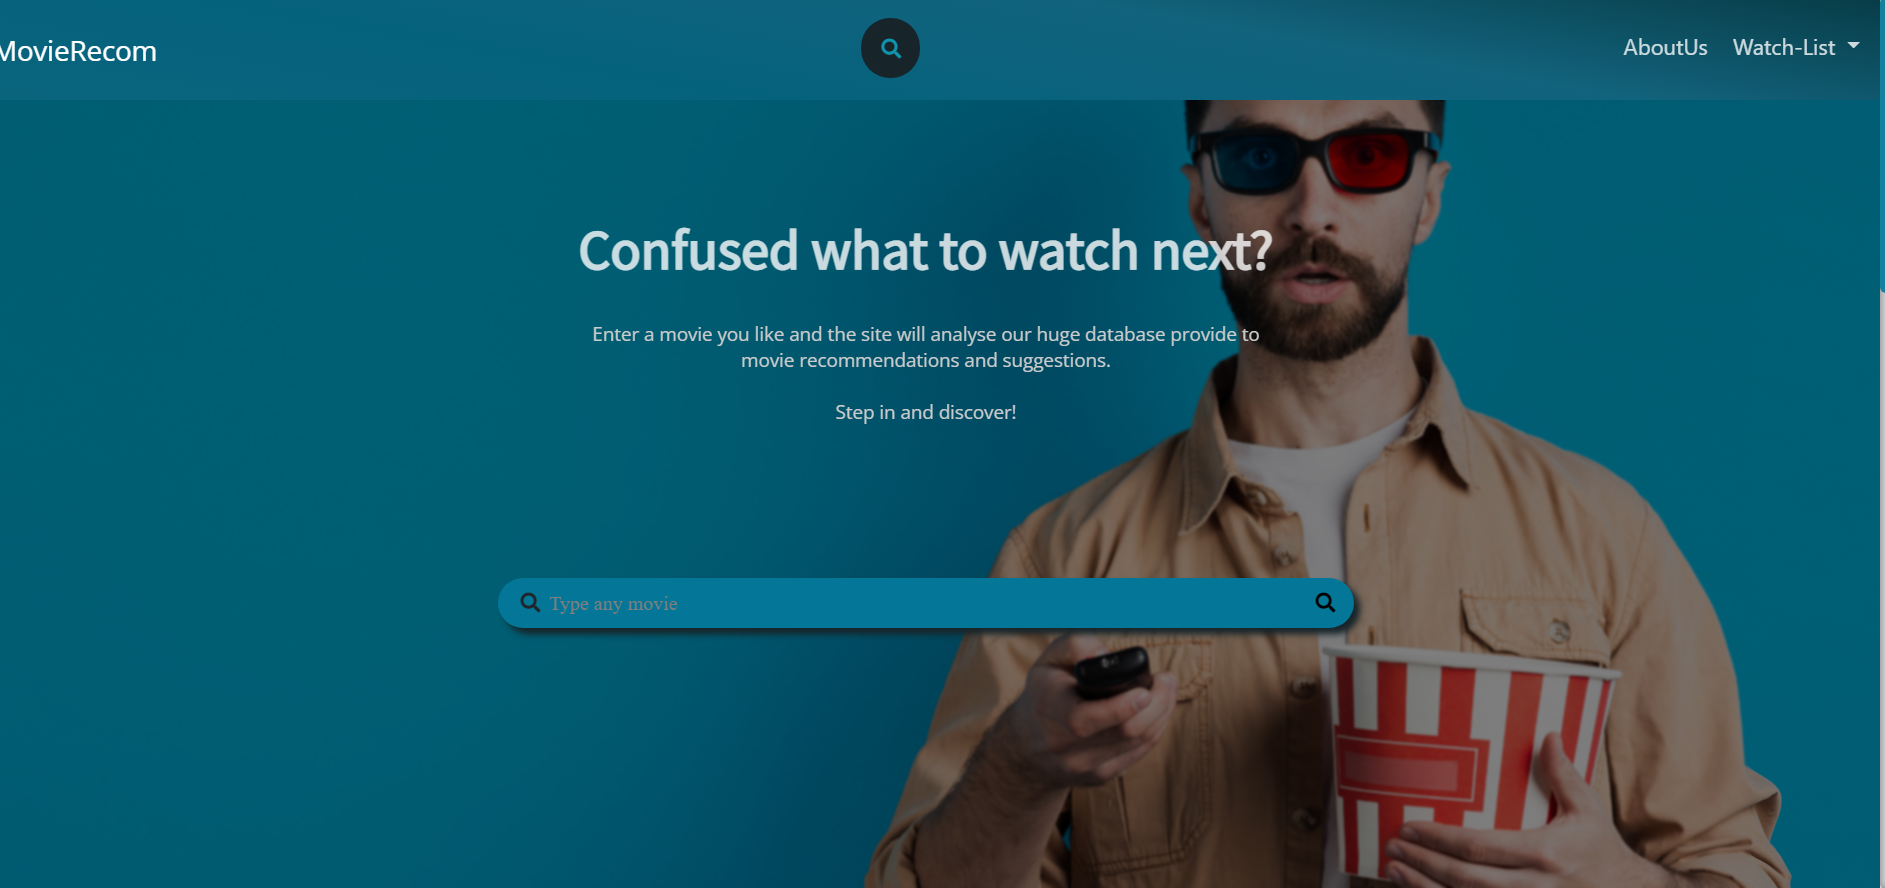 MovieRecom
AboutUs
Watch-List
Confused what to watch next?
Enter a movie you like and the site will analyse our huge database provide to
movie recommendations and suggestions.
Step in and discover!
Type any movie